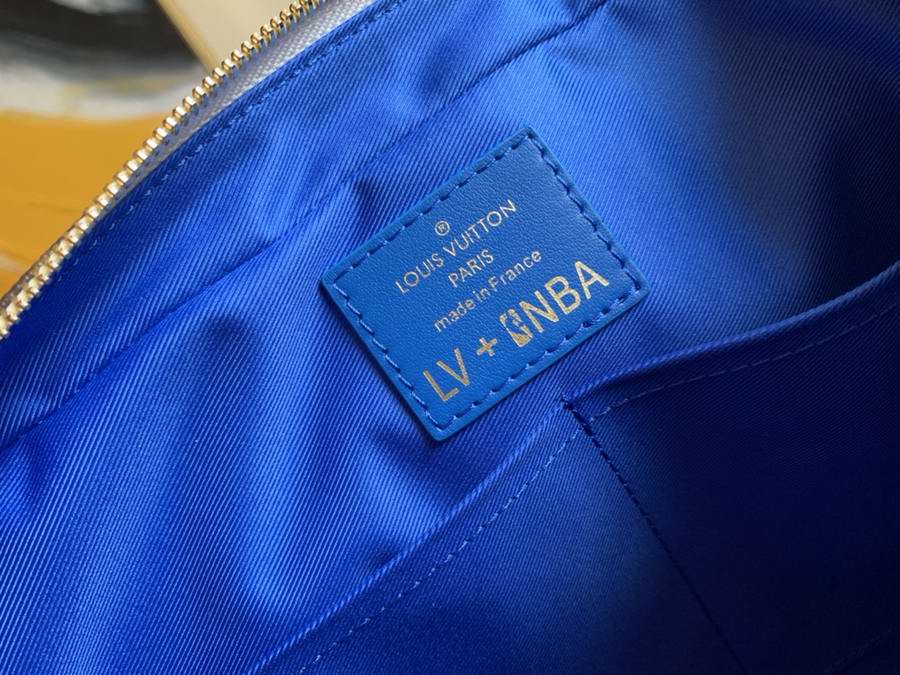 ®
LOUIS VUITTON
PARIS
made in France
LV + NBA